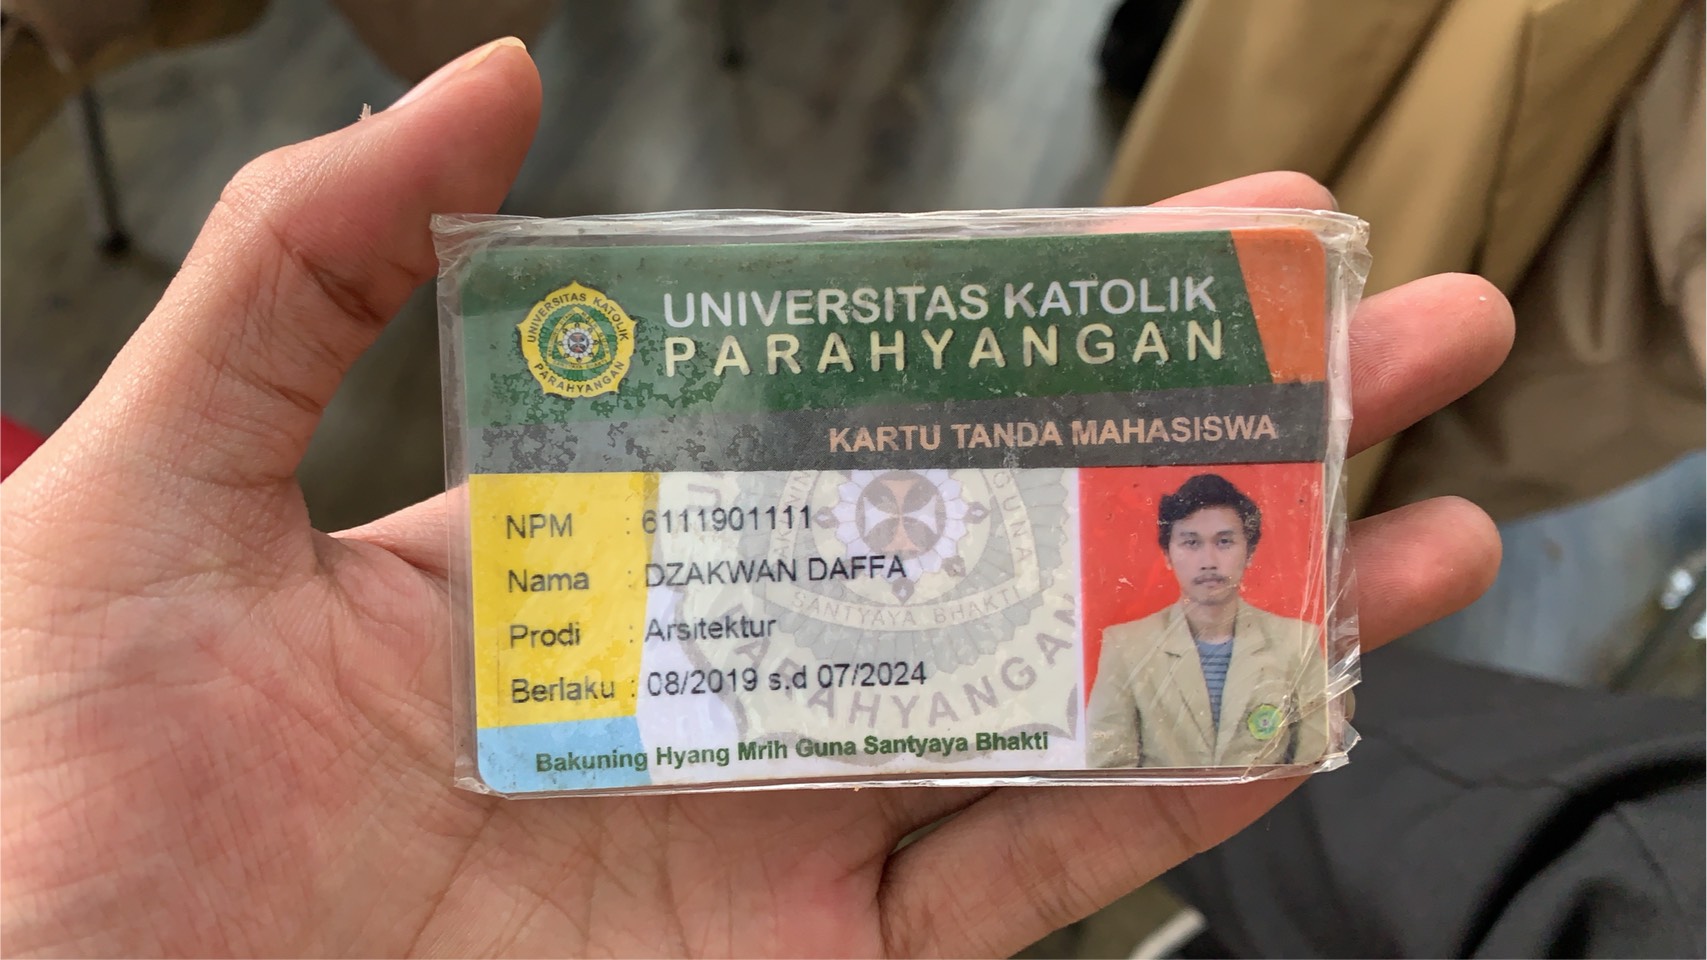 UNIVERSITAS KATOLIK
PARAHYANGAN
UNIVERSITAS KATOLIK
PARAHYANGAN
KARTU TANDA MAHASISWA
NPM : 6111901111
Nama : DZAKWAN DAFFA
Prodi : Arsitektur
Berlaku : 08/2019 s.d 07/2024
SANTYAYA BHAKTI
PARAHYANGAN
Bakuning Hyang Mrih Guna Santyaya Bhakti